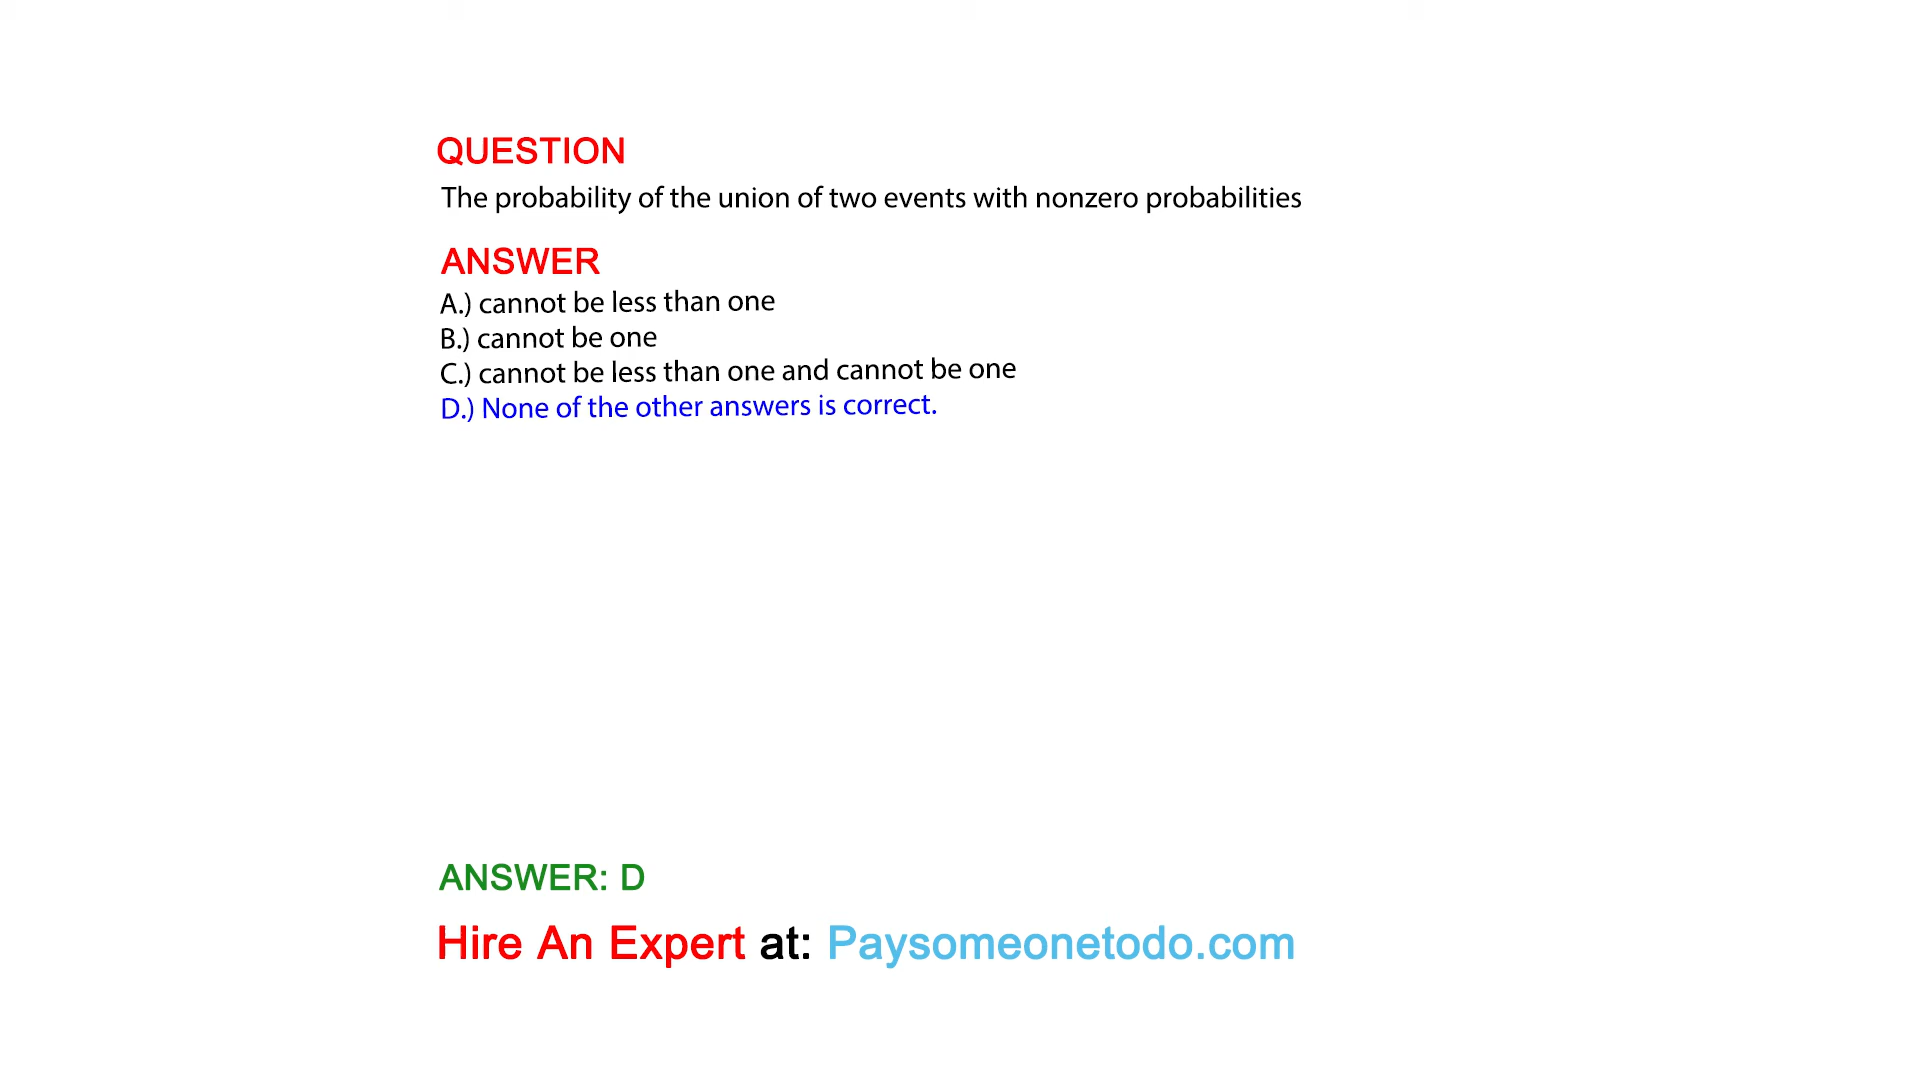 QUESTION
The probability of the union of two events with nonzero probabilities
ANSWER
A.) cannot be less than one
B.) cannot be one
C.) cannot be less than one and cannot be one
D.) None of the other answers is correct.
ANSWER: D
Hire An Expert at: Paysomeonetodo.com